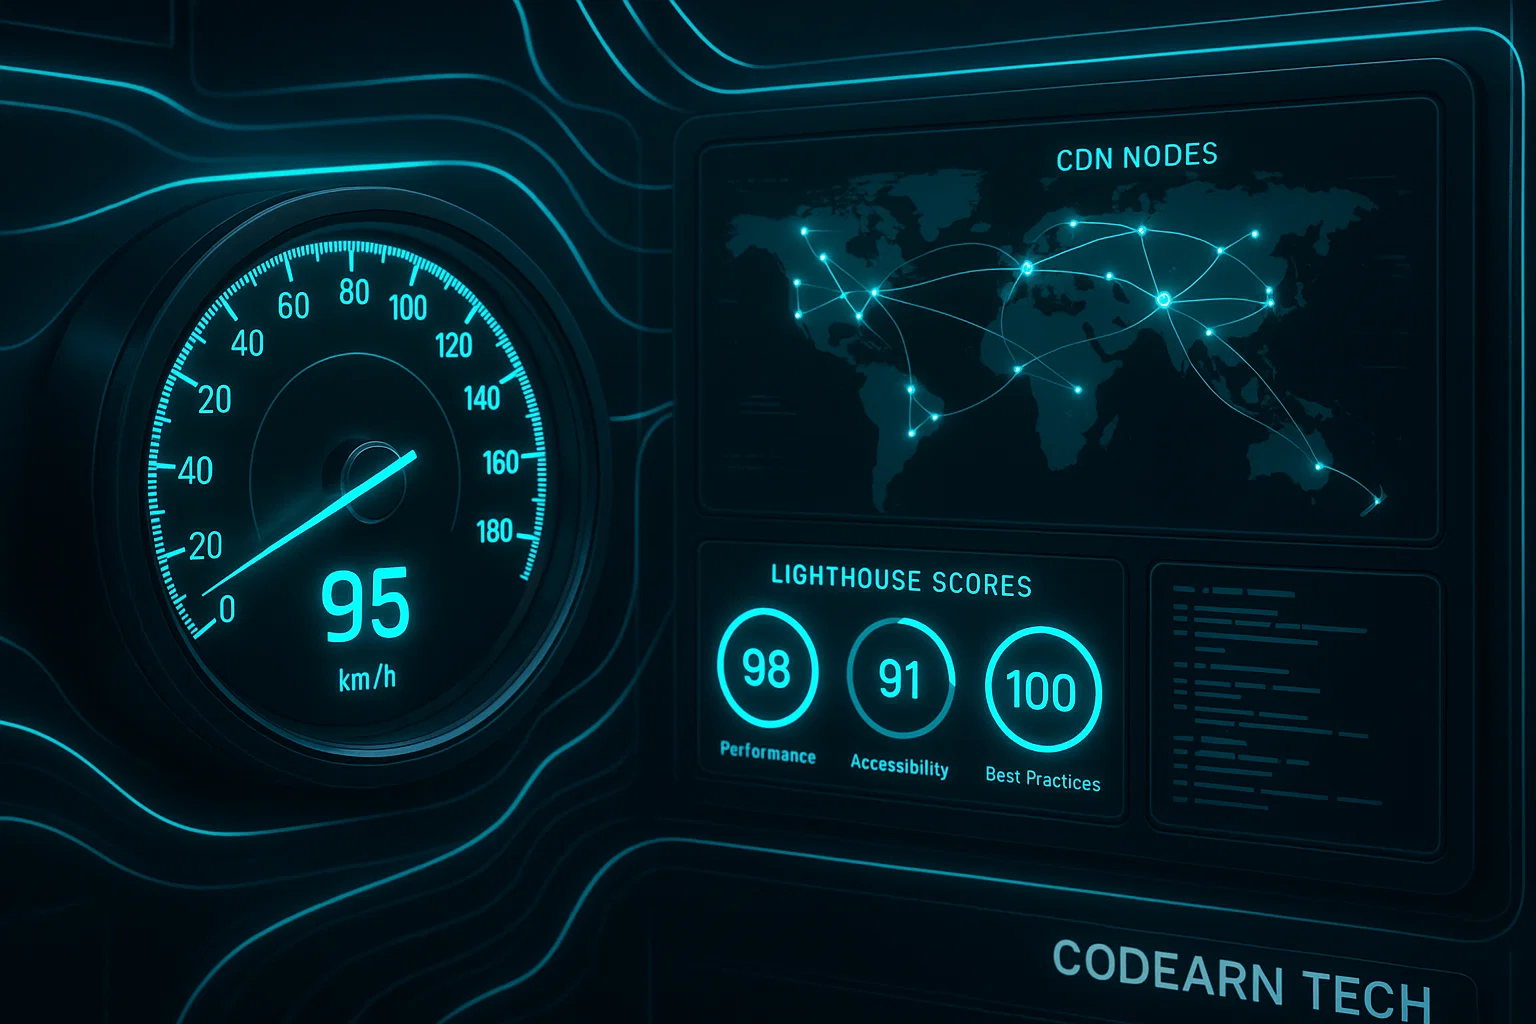 0
20
40
20
40
60
80
100
120
140
160
180
95
km/h
CDN NODES
LIGHTHOUSE SCORES
98
91
100
Performance
Accessibility
Best Practices
CODEARN TECH